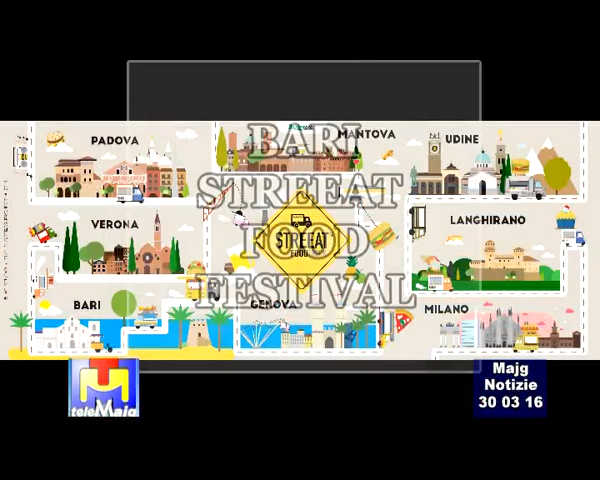 PADOVA
MANTOVA
UDINE
BARI
STREEAT
FOOD
FESTIVAL
VERONA
LANGHIRANO
STREEAT
FOOD
BARI
GENOVA
MILANO
teleMajg
Majg
Notizie
30 03 16